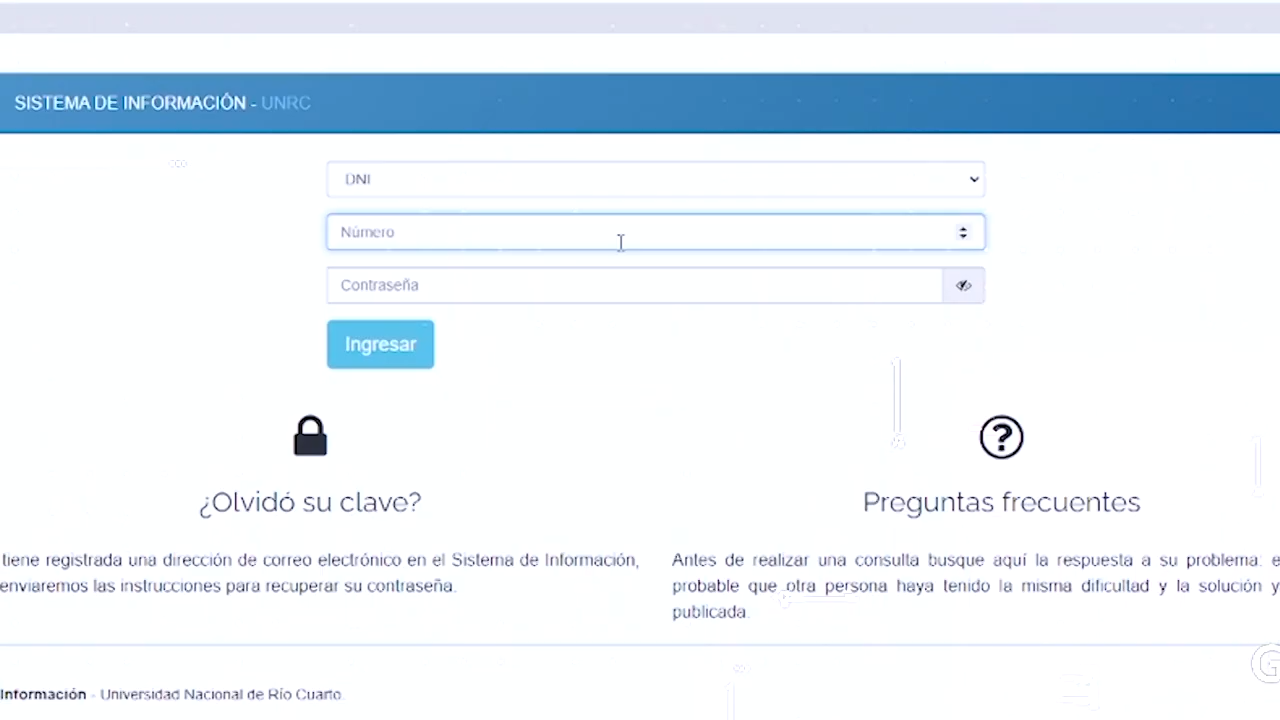 SISTEMA DE INFORMACIÓN - UNRC
DNI
Número
Contraseña
Ingresar
¿Olvidó su clave?
tiene registrada una dirección de correo electrónico en el Sistema de Información,
enviaremos las instrucciones para recuperar su contraseña.
Preguntas frecuentes
Antes de realizar una consulta busque aquí la respuesta a su problema: e
probable que otra persona haya tenido la misma dificultad y la solución y
publicada.
Información - Universidad Nacional de Río Cuarto.